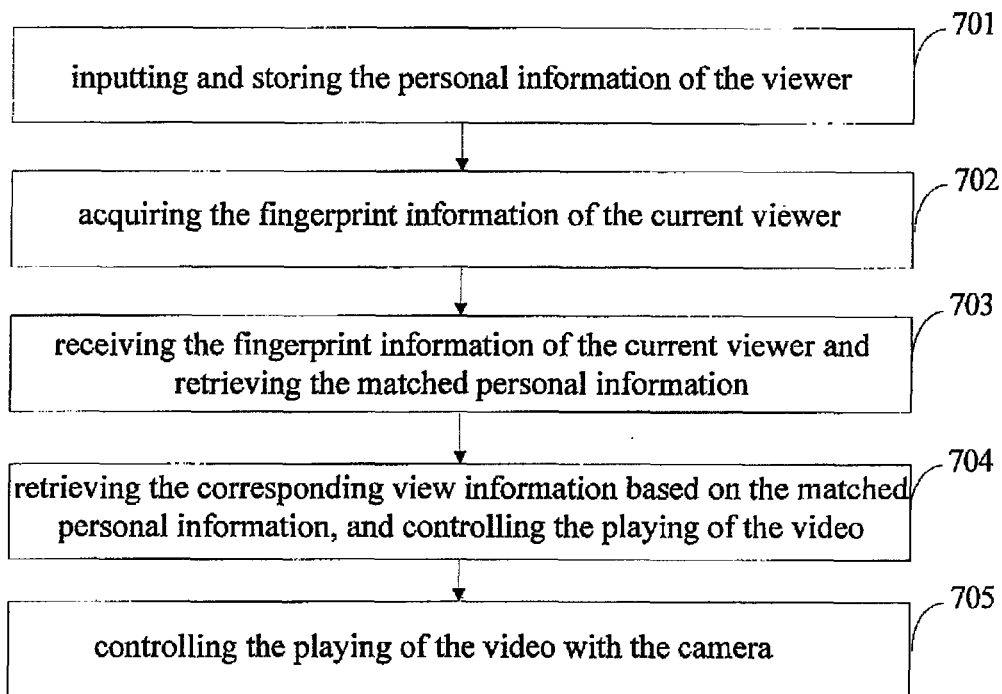 701
inputting and storing the personal information of the viewer
702
acquiring the fingerprint information of the current viewer
703
receiving the fingerprint information of the current viewer and
retrieving the matched personal information
704
retrieving the corresponding view information based on the matched
personal information, and controlling the playing of the video
705
controlling the playing of the video with the camera